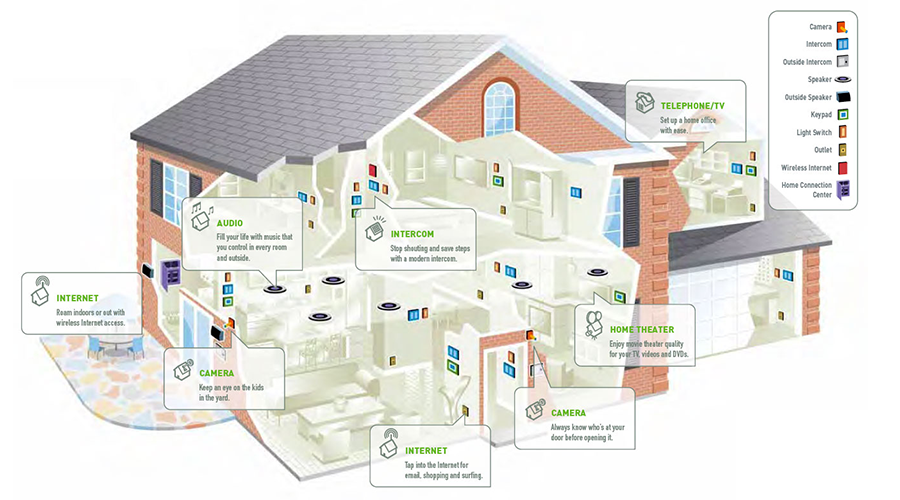 Camera
Intercom
Outside Intercom
Speaker
Outside Speaker
Keypad
Light Switch
Outlet
Wireless Internet
Home Connection
Center
TELEPHONE/TV
Set up a home office
with ease.
AUDIO
Fill your life with music that
you control in every room
and outside.
INTERCOM
Stop shouting and save steps
with a modern intercom.
INTERNET
Roam indoors or out with
wireless Internet access.
HOME THEATER
Enjoy movie theater quality
for your TV, videos and DVDs.
CAMERA
Keep an eye on the kids
in the yard.
CAMERA
Always know who's at your
door before opening it.
INTERNET
Tap into the Internet for
email, shopping and surfing.